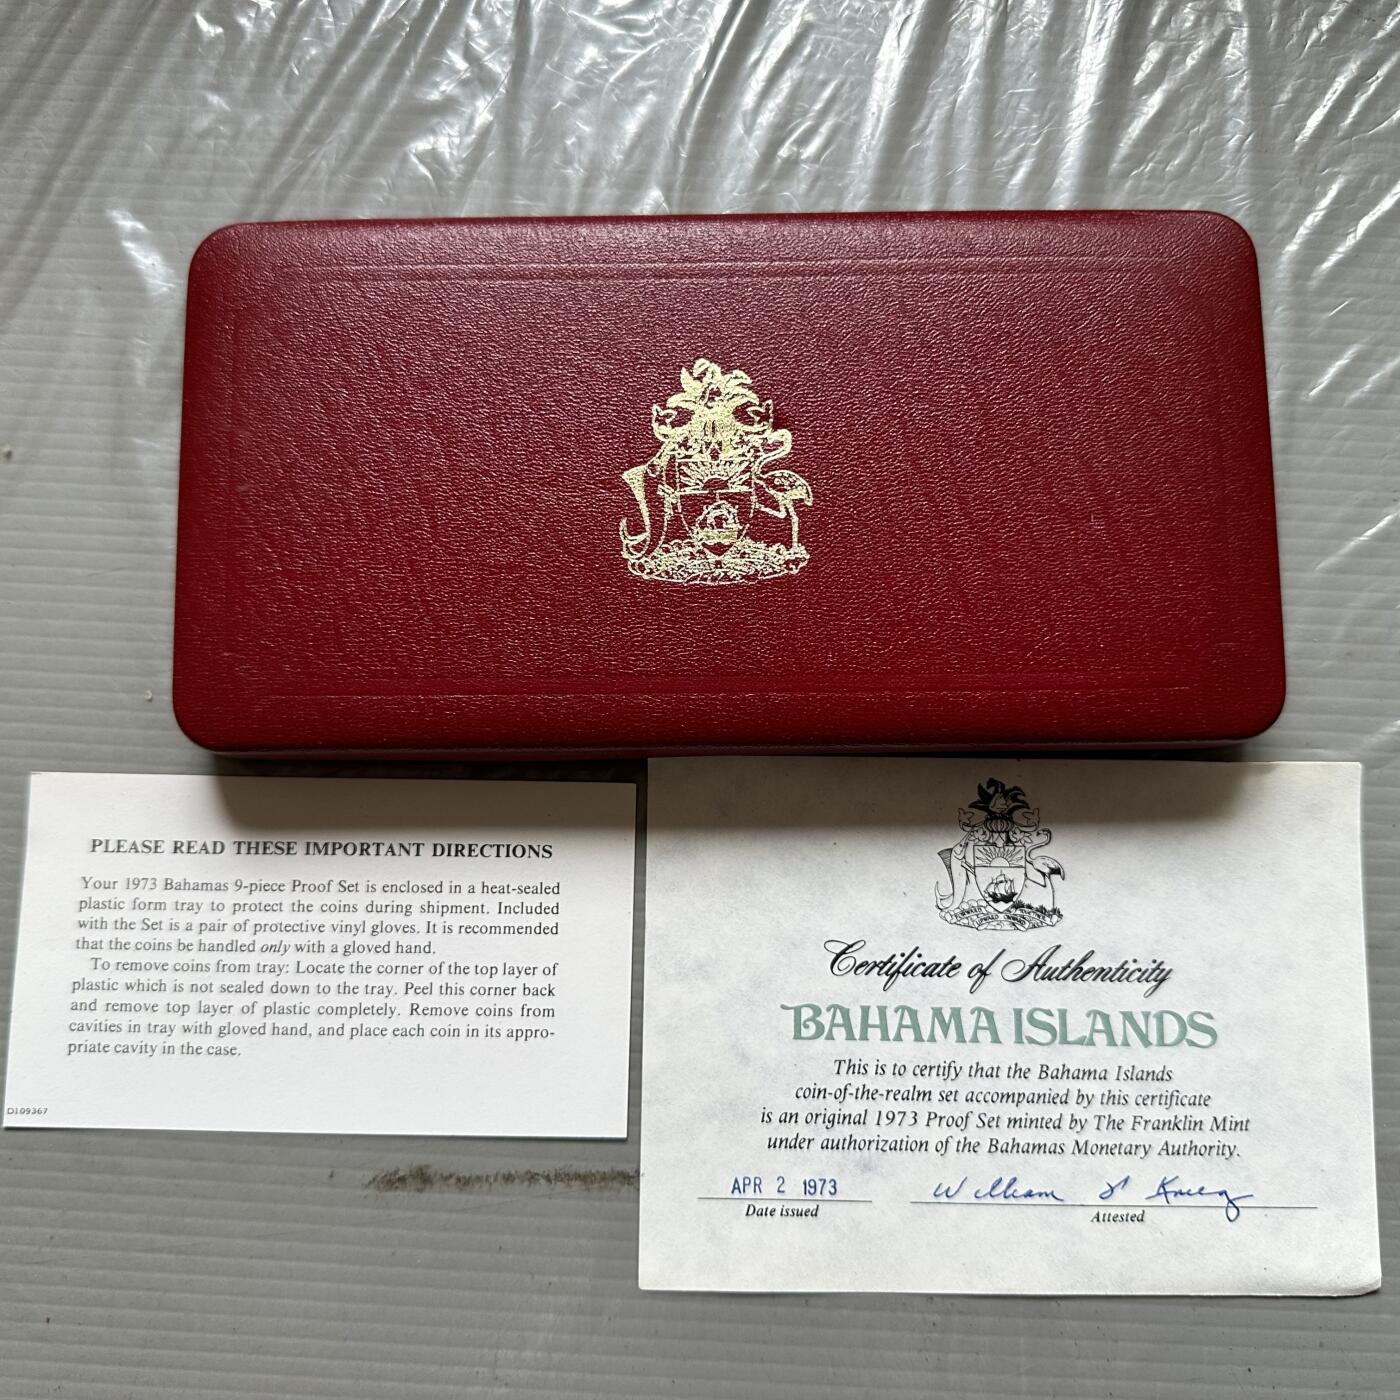 PLEASE READ THESE IMPORTANT DIRECTIONS
Your 1973 Bahamas 9-piece Proof Set is enclosed in a heat-sealed
plastic form tray to protect the coins during shipment. Included
with the Set is a pair of protective vinyl gloves. It is recommended
that the coins be handled only with a gloved hand.
To remove coins from tray: Locate the corner of the top layer of
plastic which is not sealed down to the tray. Peel this corner back
and remove top layer of plastic completely. Remove coins from
cavities in tray with gloved hand, and place each coin in its appro-
priate cavity in the case.
D109367
Certificate of Authenticity
BAHAMA ISLANDS
This is to certify that the Bahama Islands
coin-of-the-realm set accompanied by this certificate
is an original 1973 Proof Set minted by The Franklin Mint
under authorization of the Bahamas Monetary Authority.
APR 2 1973
William
Date issued
Attested